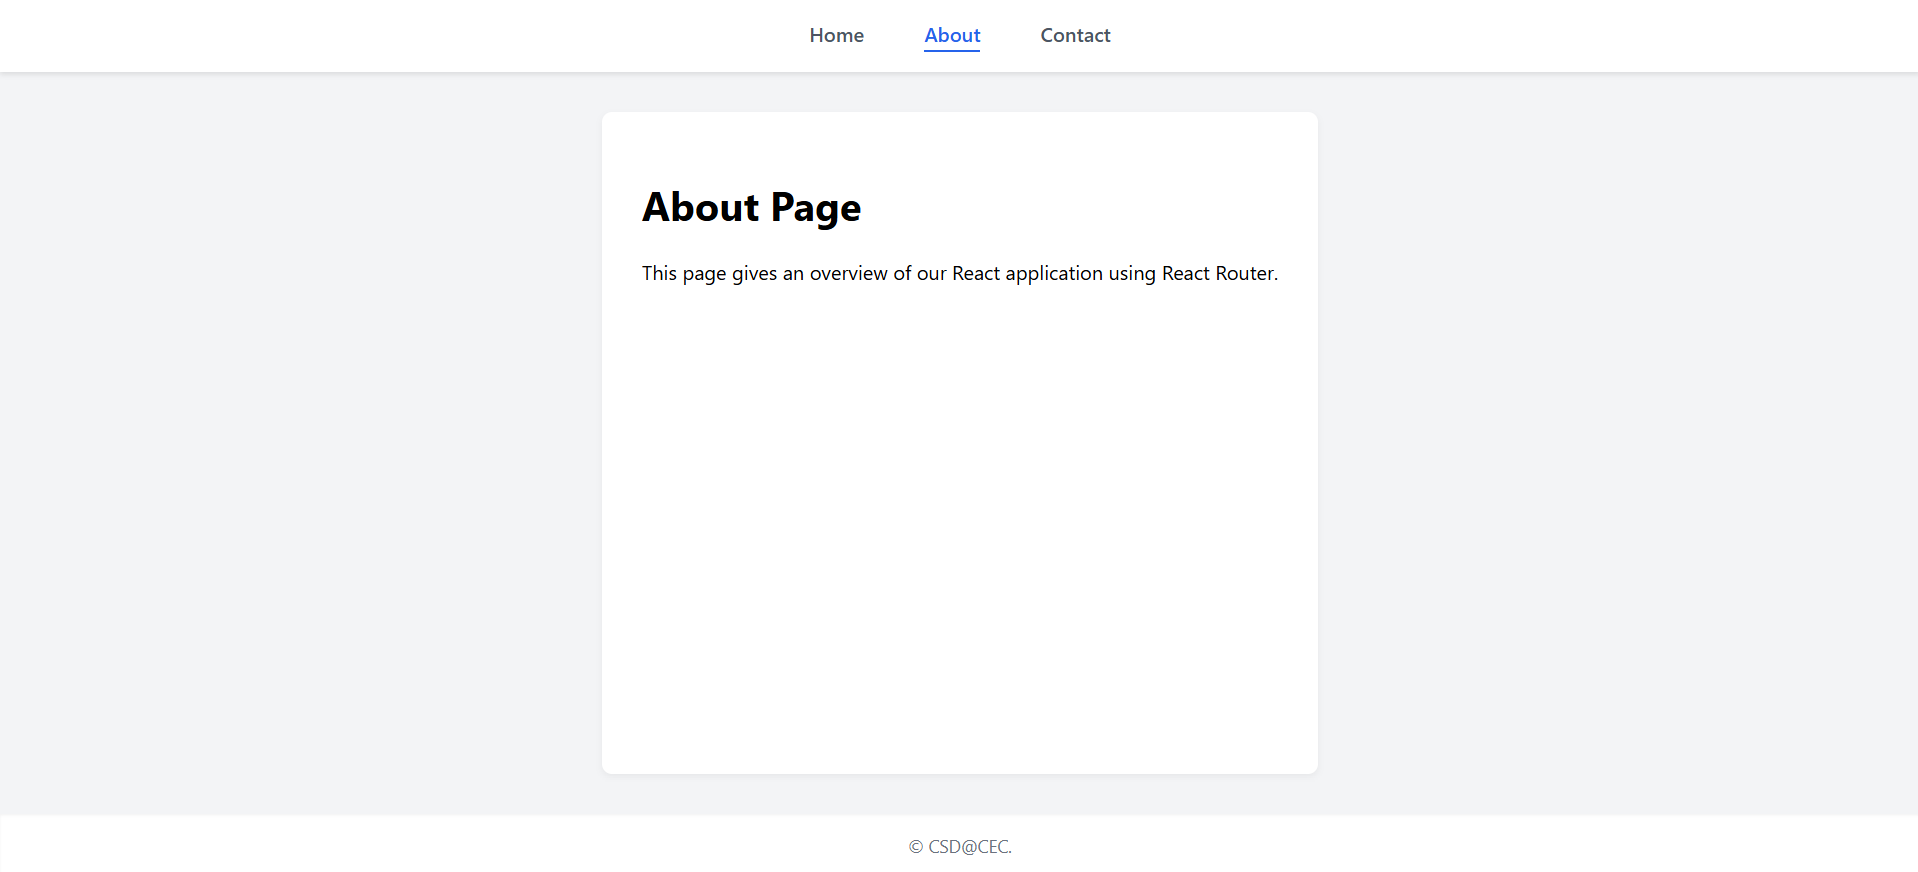 Home About Contact
About Page
This page gives an overview of our React application using React Router.
© CSD@CEC.